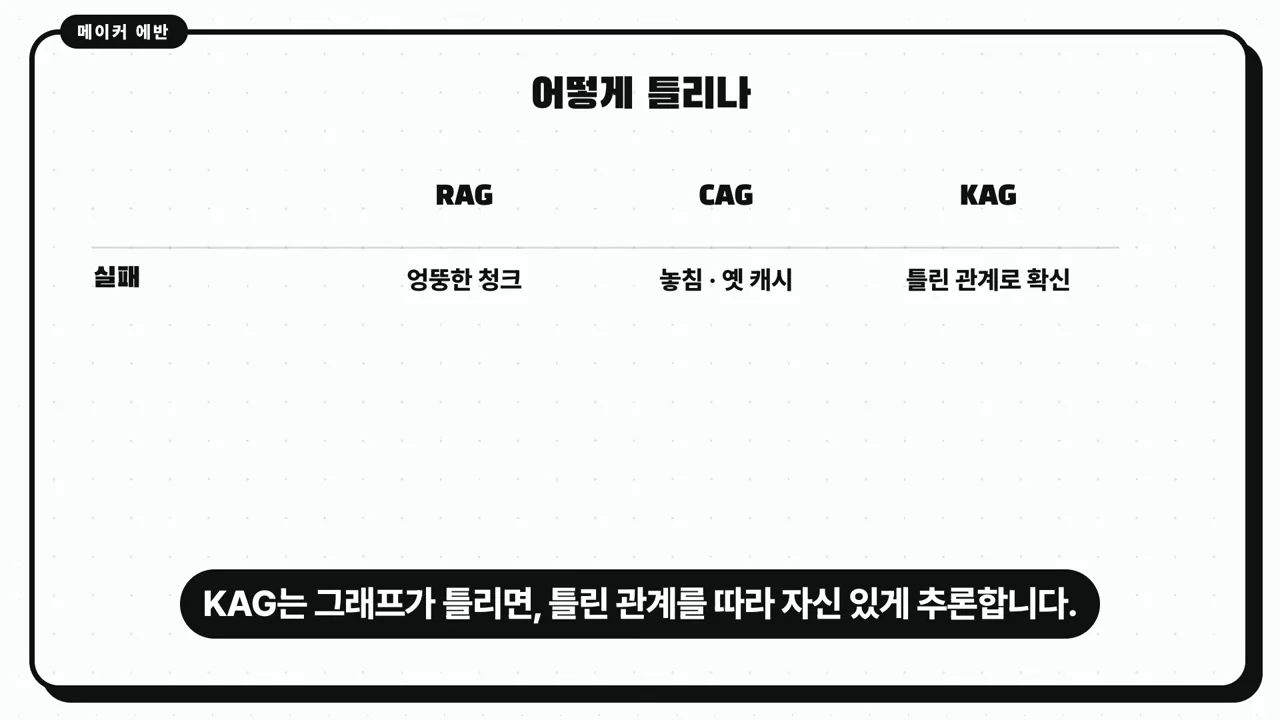 메이커 에반
어떻게 틀리나
RAG CAG KAG
실패 엉뚱한 청크 놓침 · 옛 캐시 틀린 관계로 확신
KAG는 그래프가 틀리면, 틀린 관계를 따라 자신 있게 추론합니다.